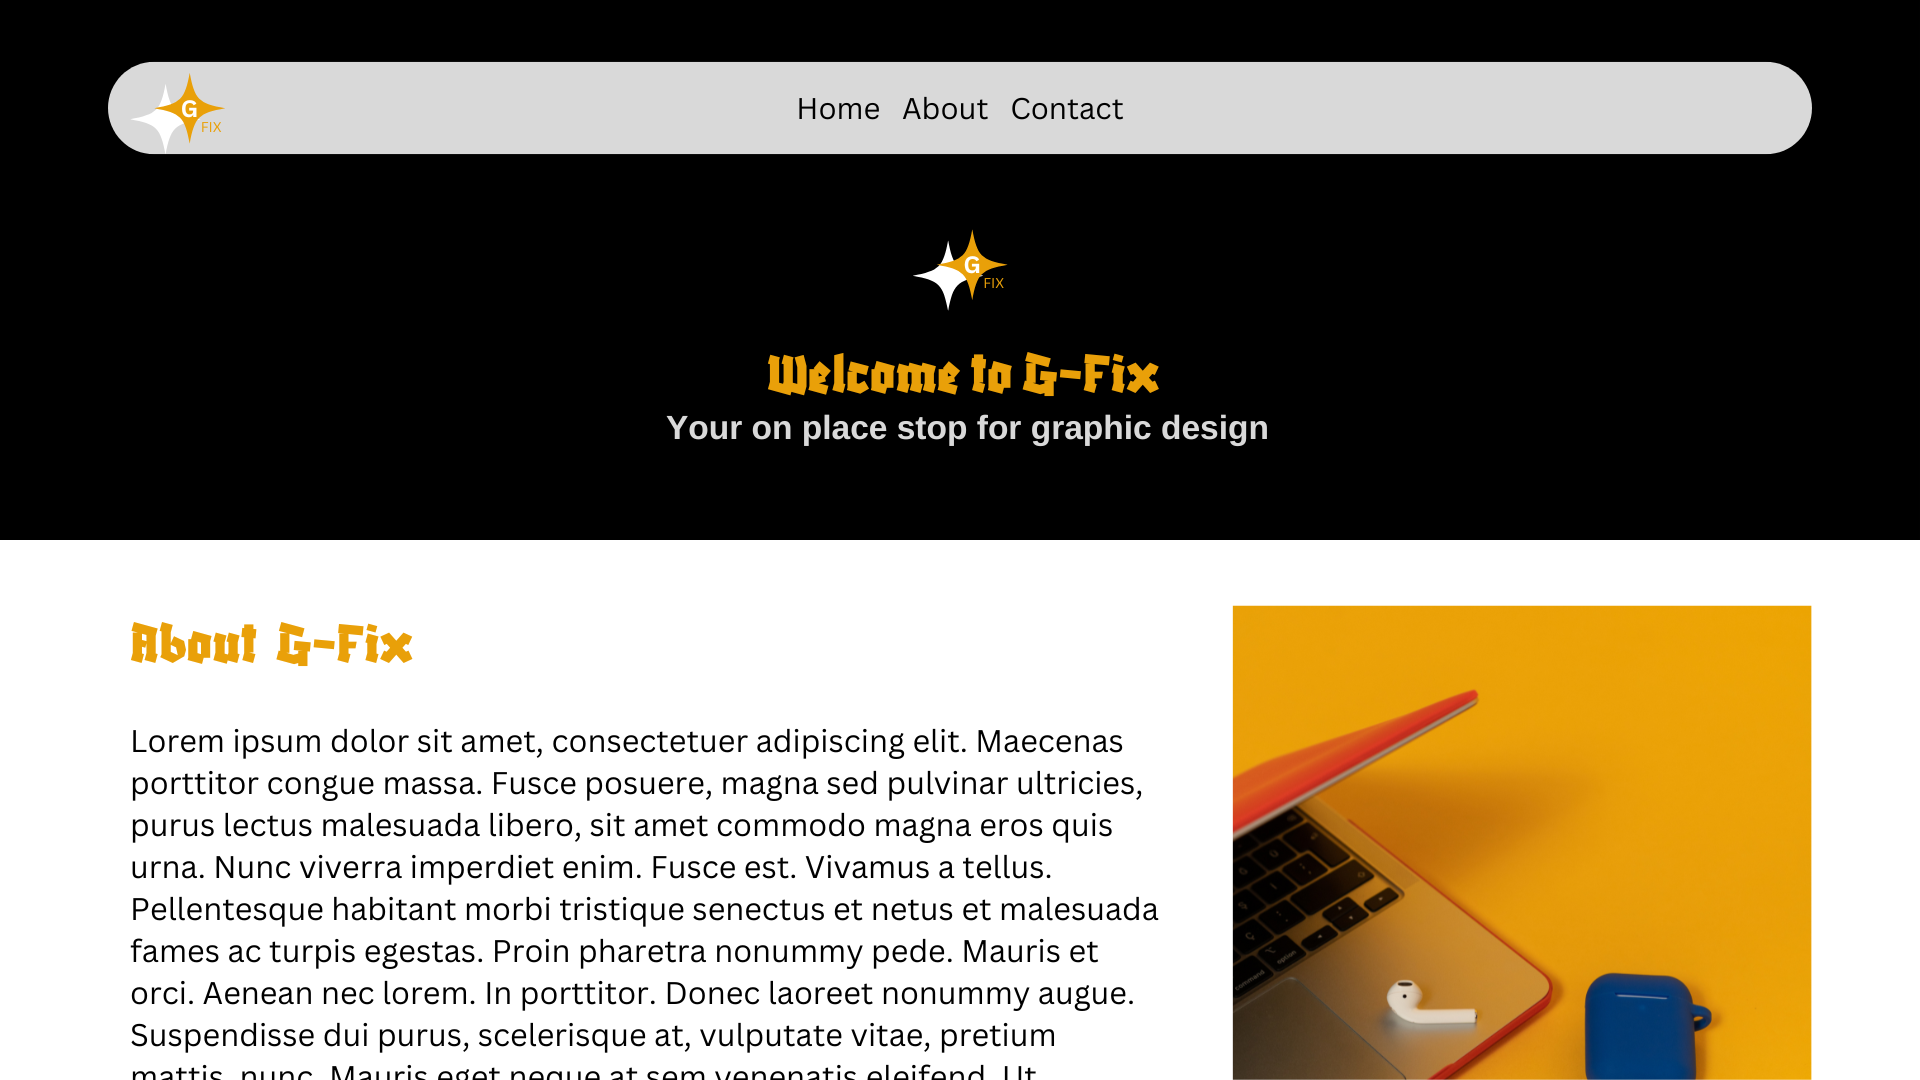 G
FIX
Home About Contact
G
FIX
Welcome to G-Fix
Your on place stop for graphic design
About G-Fix
Lorem ipsum dolor sit amet, consectetuer adipiscing elit. Maecenas
porttitor congue massa. Fusce posuere, magna sed pulvinar ultricies,
purus lectus malesuada libero, sit amet commodo magna eros quis
urna. Nunc viverra imperdiet enim. Fusce est. Vivamus a tellus.
Pellentesque habitant morbi tristique senectus et netus et malesuada
fames ac turpis egestas. Proin pharetra nonummy pede. Mauris et
orci. Aenean nec lorem. In porttitor. Donec laoreet nonummy augue.
Suspendisse dui purus, scelerisque at, vulputate vitae, pretium
mattis, nunc. Mauris eget neque at sem venenatis eleifend. Ut
command
option